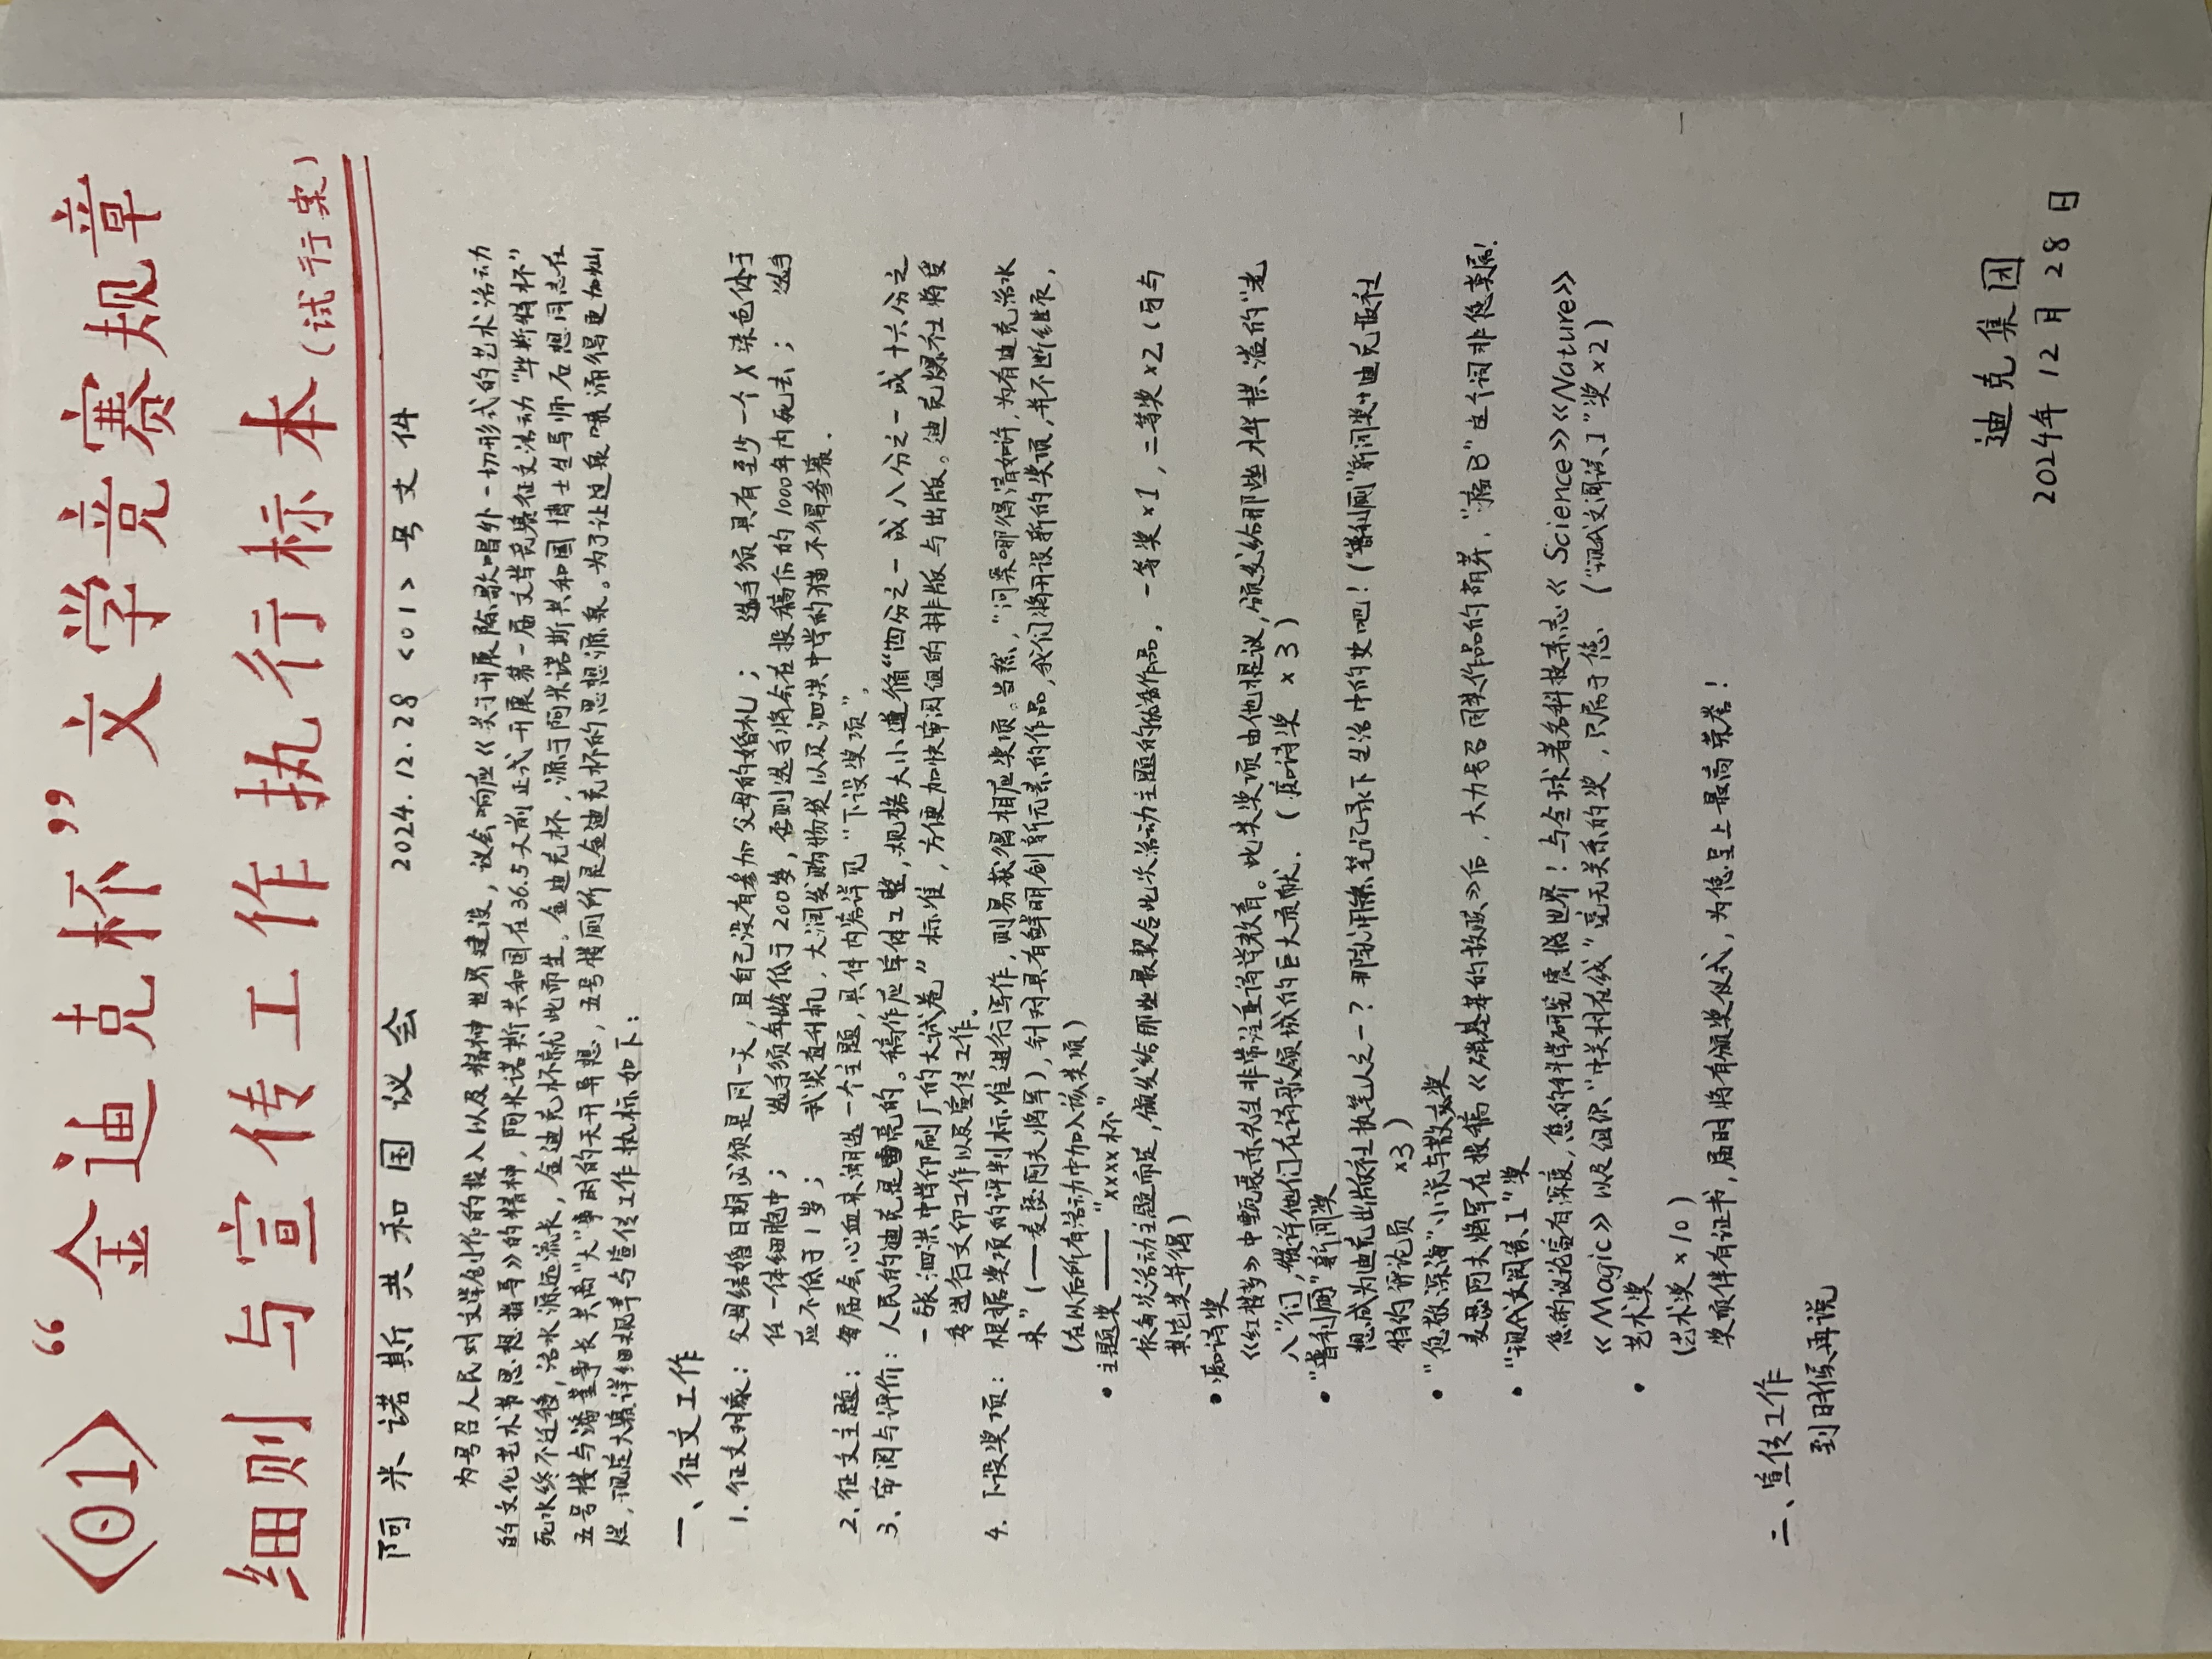 〈01〉“金迪克杯”文学竞赛规章
细则与宣传工作执行标本(试行案)
阿米诺斯共和国议会 2024.12.28 <01> 号文件
为号召人民对文学创作的投入以及精神世界建设，议会响应《关于开展除歌唱外一切形式的艺术活动
的文化艺术节思想指导》的精神，阿米诺斯共和国在36.5天前正式开展第一届文学竞赛征文活动“毕斯特杯”
死水终不迁移，活水源远流长，金迪克杯就此而生。金迪克杯，源于阿米诺斯共和国博士生导师石想同志在
五号楼与潘董事长共商“大”事时的天开异想，五号楼厕所是金迪克杯的思想源泉。为了让这泉喷涌得更加灿
烂，现定大赛详细规章与宣传工作执标如下：
一、征文工作
1. 征文对象：父母结婚日期必须是同一天，且自己没有参加父母的婚礼； 选手须具有至少一个X染色体于
任一体细胞中； 选手须年龄低于200岁，否则选手将会在投稿后的1000年内死去； 选手
应不低于1岁； 武装直升机，大润发购物袋以及泗洪中学的猫不得参赛.
2. 征文主题：每届会心血来潮选一个主题，具体内容详见“下设奖项”。
3. 审阅与评价：人民的迪克是雪亮的。稿作应字体工整，规格大小遵循“四分之一或八分之一或十六分之
一张泗洪中学印刷厂的大试卷”标准，方便加快审阅组的排版与出版。迪克爆社将受
委进行文印工作以及宣传工作。
4. 下设奖项：根据奖项的评判标准进行写作，则易获得相应奖项。当然，“问渠哪得清如许，为有迪克活水
来”(——麦瑟阿夫将军)，针对具有鲜明创新元素的作品，我们将开设新的奖项，并不断继承，
(在以后所有活动中加入该奖项)
• 主题奖——“xxxx杯”
依每次活动主题而定，颁发给那些最契合此次活动主题的优秀作品. 一等奖×1，二等奖×2 (可与
其它奖并得)
• 痴诗奖
《红楼梦》中甄慕赤先生非常注重诗学教育。此类奖项由他提议，颁发给那些才华横溢的“老
八”们，赞许他们在诗歌领域的巨大贡献. (痴诗奖 ×3)
• “普利厕”新闻奖
想成为迪克出版社执笔人之一？那就用纸笔记录下生活中的史吧！(“普利厕”新闻奖+迪克报社
特约评论员 ×3)
• “您敬深海”小说与散文奖
麦瑟阿夫将军在投稿《硝基苯的救赎》后，大力号召同类作品的萌芽，“痛B”这个词非您莫属！
• “现代文阅读I”奖
您的议论富有深度，您的科学研究震撼世界！与全球著名科技杂志《Science》《Nature》
《Magic》以及组织“中关村在线”毫无关系的奖，只属于您 (“现代文阅读I”奖×2)
• 艺术奖
(艺术奖×10)
奖项伴有证书，届时将有颁奖仪式，为您呈上最高荣誉！
二、宣传工作
到时候再说
迪克集团
2024年12月28日